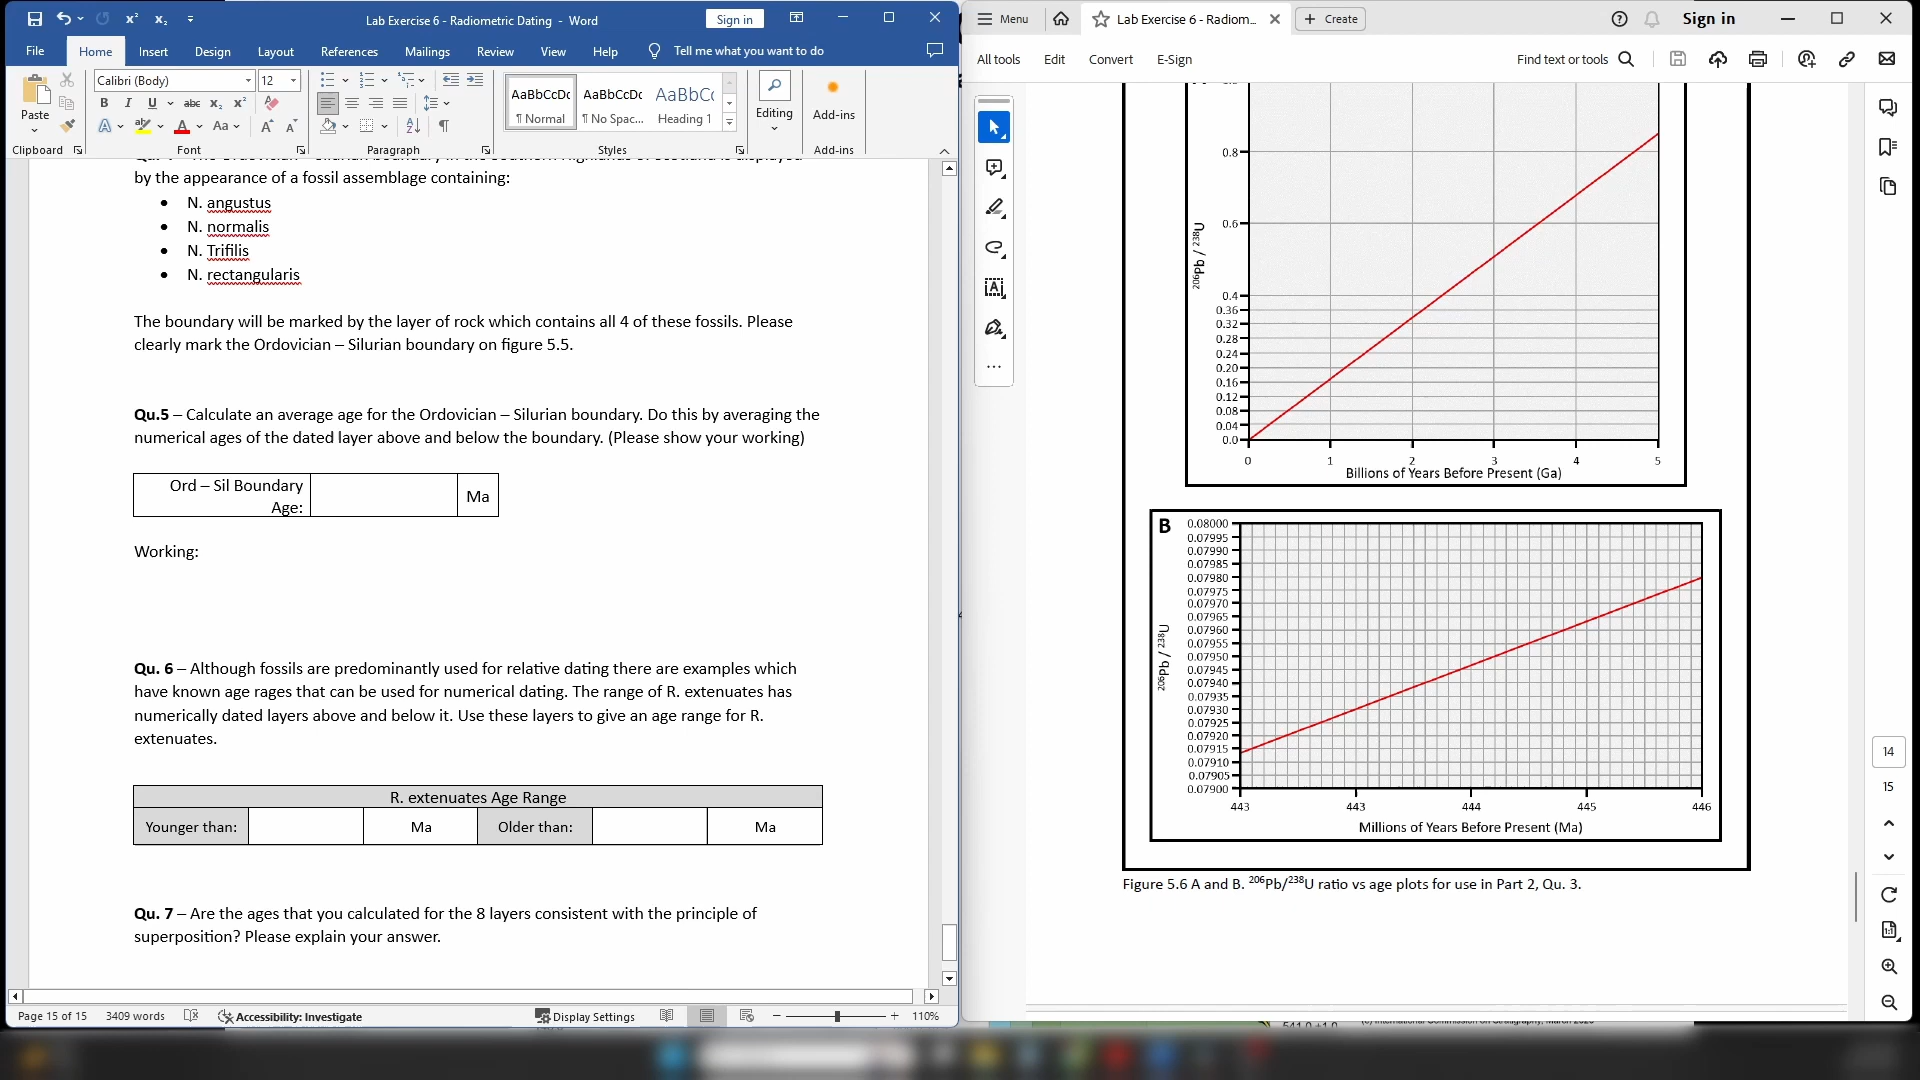 Lab Exercise 6 - Radiometric Dating - Word
Sign in
File Home Insert Design Layout References Mailings Review View Help Tell me what you want to do
Paste
Calibri (Body) 12
B I U abc x₂ x²
A A Aa A A
AaBbCcDc AaBbCcDc AaBbCc
¶ Normal ¶ No Spac... Heading 1
Editing
Add-ins
Clipboard Font Paragraph Styles Add-ins
by the appearance of a fossil assemblage containing:
• N. angustus
• N. normalis
• N. Trifilis
• N. rectangularis
The boundary will be marked by the layer of rock which contains all 4 of these fossils. Please
clearly mark the Ordovician – Silurian boundary on figure 5.5.
Qu.5 – Calculate an average age for the Ordovician – Silurian boundary. Do this by averaging the
numerical ages of the dated layer above and below the boundary. (Please show your working)
Ord – Sil Boundary
Age:
Ma
Working:
Qu. 6 – Although fossils are predominantly used for relative dating there are examples which
have known age rages that can be used for numerical dating. The range of R. extenuates has
numerically dated layers above and below it. Use these layers to give an age range for R.
extenuates.
R. extenuates Age Range
Younger than: Ma Older than: Ma
Qu. 7 – Are the ages that you calculated for the 8 layers consistent with the principle of
superposition? Please explain your answer.
Page 15 of 15 3409 words Accessibility: Investigate Display Settings 110%
Menu Lab Exercise 6 - Radiom... Create Sign in
All tools Edit Convert E-Sign Find text or tools
0.8
0.6
0.4
0.36
0.32
0.28
0.24
0.20
0.16
0.12
0.08
0.04
0.0
²⁰⁶Pb / ²³⁸U
0 1 2 3 4 5
Billions of Years Before Present (Ga)
B
0.08000
0.07995
0.07990
0.07985
0.07980
0.07975
0.07970
0.07965
0.07960
0.07955
0.07950
0.07945
0.07940
0.07935
0.07930
0.07925
0.07920
0.07915
0.07910
0.07905
0.07900
²⁰⁶Pb / ²³⁸U
443 443 444 445 446
Millions of Years Before Present (Ma)
Figure 5.6 A and B. ²⁰⁶Pb/²³⁸U ratio vs age plots for use in Part 2, Qu. 3.
14
15